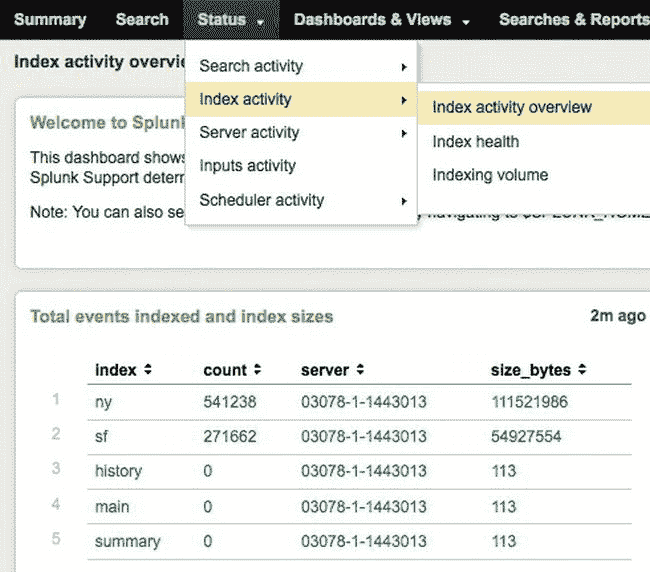 Summary Search Status Dashboards & Views Searches & Reports
Index activity overvie
Search activity
Index activity
Server activity
Inputs activity
Scheduler activity
Index activity overview
Index health
Indexing volume
Welcome to Splunk
This dashboard shows
Splunk Support deterr
Note: You can also se y navigating to $SPLUNK_HOME
Total events indexed and index sizes 2m ago
index count server size_bytes
1 ny 541238 03078-1-1443013 111521986
2 sf 271662 03078-1-1443013 54927554
3 history 0 03078-1-1443013 113
4 main 0 03078-1-1443013 113
5 summary 0 03078-1-1443013 113